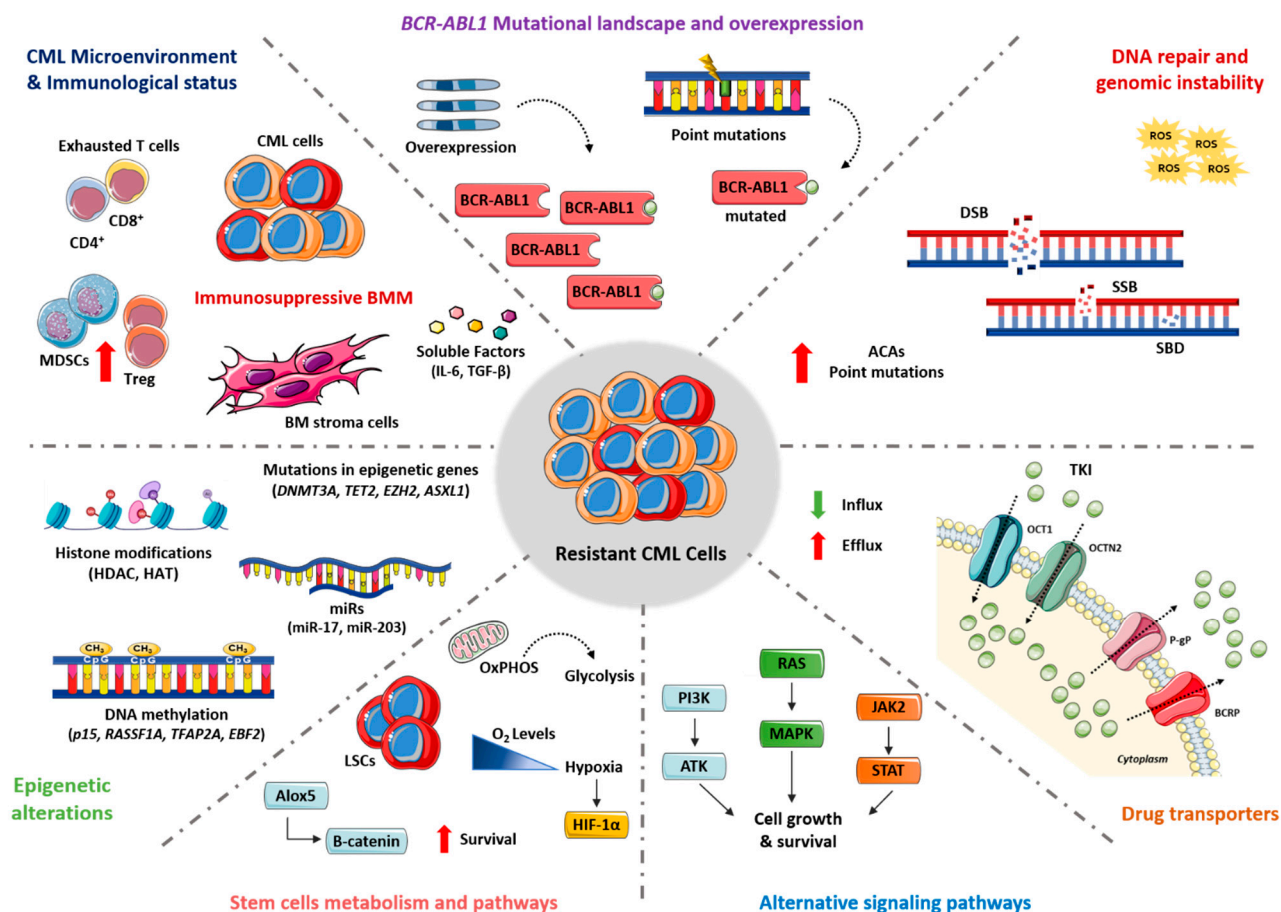 BCR-ABL1 Mutational landscape and overexpression
CML Microenvironment
& Immunological status
Exhausted T cells
CD8⁺
CD4⁺
CML cells
MDSCs
Treg
Immunosuppressive BMM
BM stroma cells
Soluble Factors
(IL-6, TGF-β)
Overexpression
Point mutations
BCR-ABL1
BCR-ABL1
BCR-ABL1
BCR-ABL1
BCR-ABL1
mutated
DNA repair and
genomic instability
ROS
ROS
ROS
ROS
DSB
SSB
SBD
ACAs
Point mutations
Resistant CML Cells
Mutations in epigenetic genes
(DNMT3A, TET2, EZH2, ASXL1)
Histone modifications
(HDAC, HAT)
miRs
(miR-17, miR-203)
CH₃
CH₃
CH₃
CpG
CpG
CpG
DNA methylation
(p15, RASSF1A, TFAP2A, EBF2)
Epigenetic
alterations
OxPHOS
Glycolysis
LSCs
O₂ Levels
Hypoxia
HIF-1α
Alox5
B-catenin
Survival
Stem cells metabolism and pathways
PI3K
ATK
RAS
MAPK
JAK2
STAT
Cell growth
& survival
Alternative signaling pathways
Influx
Efflux
TKI
OCT1
OCTN2
P-gP
BCRP
Cytoplasm
Drug transporters